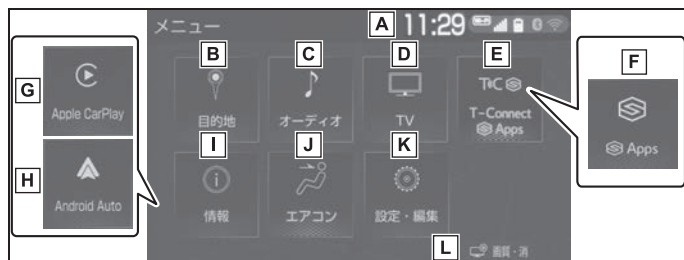 メニュー
A
11:29
B
C
D
E
F
G
Apple CarPlay
目的地
オーディオ
TV
TC
T-Connect
Apps
Apps
H
Android Auto
I
J
K
情報
エアコン
設定・編集
L
画質・消